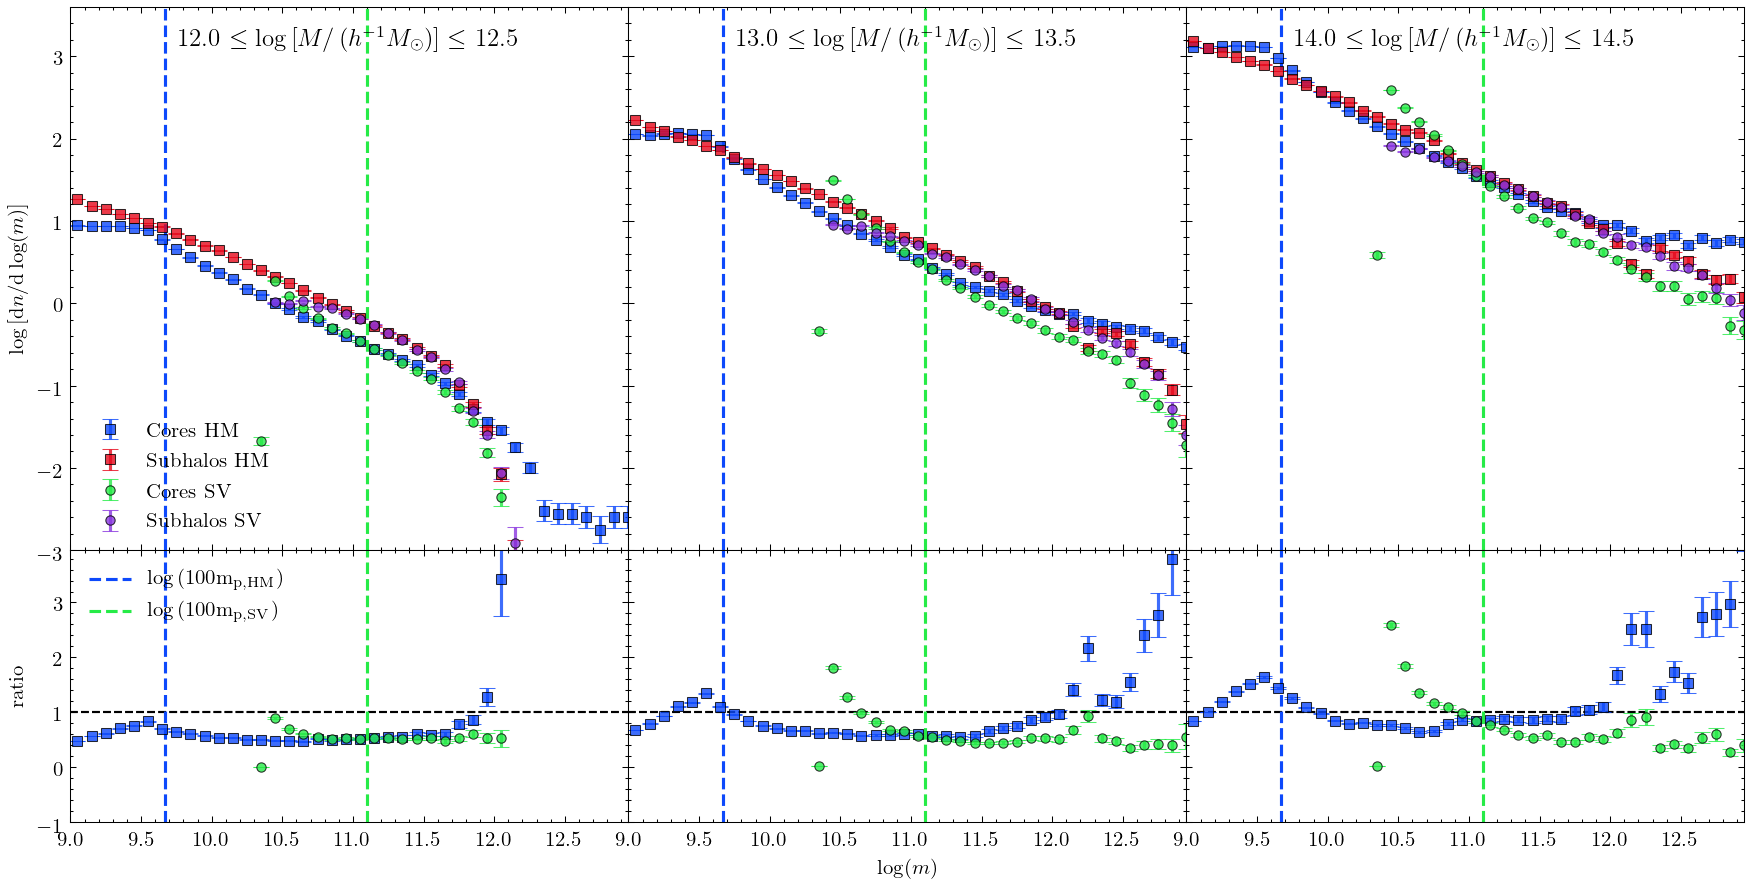 12.0 ≤ log [M/ (h⁻¹M⊙)] ≤ 12.5
13.0 ≤ log [M/ (h⁻¹M⊙)] ≤ 13.5
14.0 ≤ log [M/ (h⁻¹M⊙)] ≤ 14.5
3
2
1
0
−1
−2
−3
log [dn/d log(m)]
Cores HM
Subhalos HM
Cores SV
Subhalos SV
log (100m_p,HM)
log (100m_p,SV)
3
2
1
0
−1
ratio
9.0 9.5 10.0 10.5 11.0 11.5 12.0 12.5 9.0 9.5 10.0 10.5 11.0 11.5 12.0 12.5 9.0 9.5 10.0 10.5 11.0 11.5 12.0 12.5
log(m)